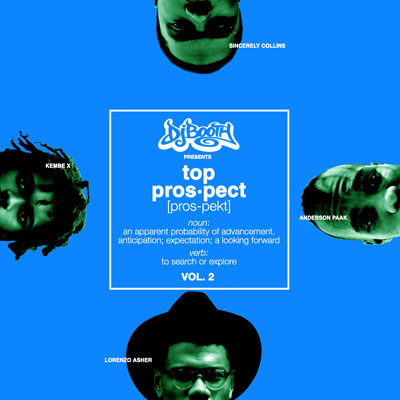 SINCERELY COLLINS
KEMBE X
DJBooth
PRESENTS
top
pros·pect
[pros-pekt]
noun:
an apparent probability of advancement.
anticipation; expectation; a looking forward
verb:
to search or explore
VOL. 2
ANDERSON PAAK
LORENZO ASHER